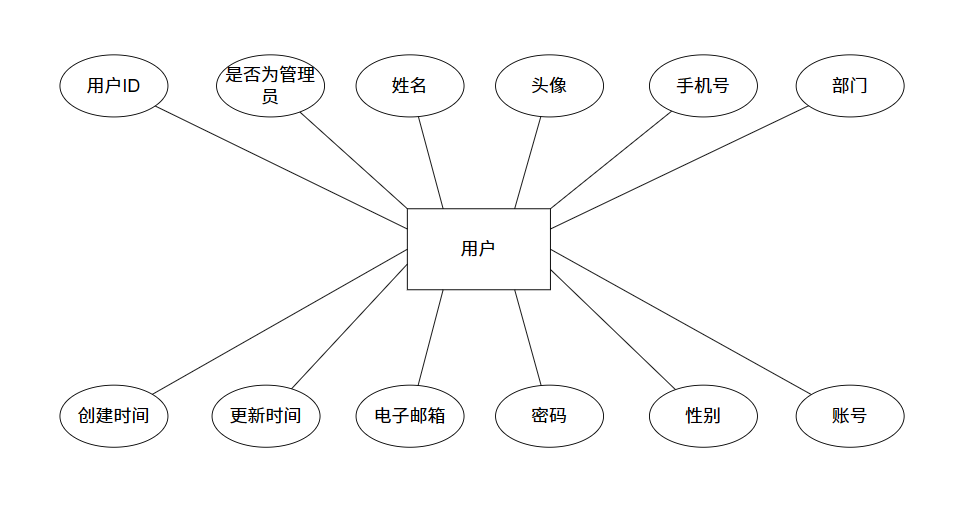 用户ID
是否为管理
员
姓名
头像
手机号
部门
用户
创建时间
更新时间
电子邮箱
密码
性别
账号